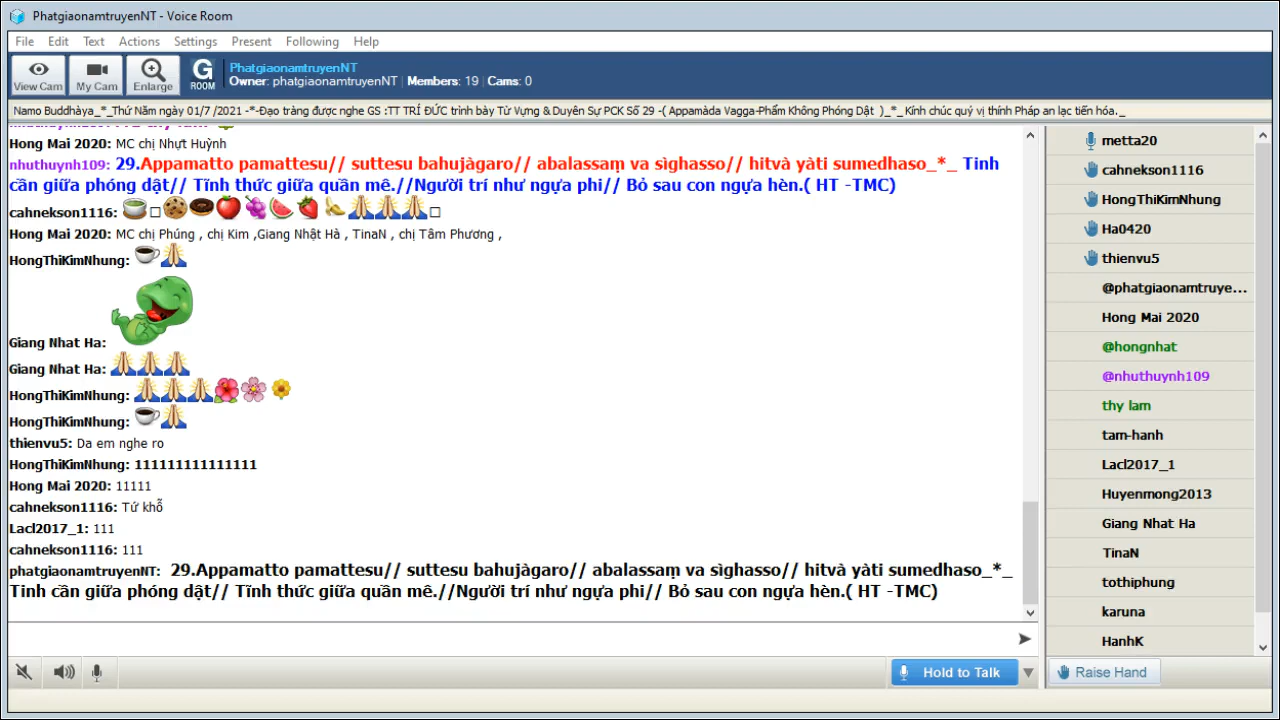 PhatgiaonamtruyenNT - Voice Room
File Edit Text Actions Settings Present Following Help
View Cam My Cam Enlarge G ROOM
PhatgiaonamtruyenNT
Owner: phatgiaonamtruyenNT Members: 19 Cams: 0
Namo Buddhàya_*_Thứ Năm ngày 01/7 /2021 -*-Đạo tràng được nghe GS :TT TRÍ ĐỨC trình bày Từ Vựng & Duyên Sự PCK Số 29 -( Appamàda Vagga-Phẩm Không Phóng Dật )_*_Kính chúc quý vị thính Pháp an lạc tiến hóa._
Hong Mai 2020: MC chị Nhựt Huỳnh
nhuthuynh109: 29.Appamatto pamattesu// suttesu bahujàgaro// abalassaṃ va sìghasso// hitvà yàti sumedhaso_*_ Tinh
cần giữa phóng dật// Tĩnh thức giữa quần mê.//Người trí như ngựa phi// Bỏ sau con ngựa hèn.( HT -TMC)
cahnekson1116:
Hong Mai 2020: MC chị Phúng , chị Kim ,Giang Nhật Hà , TinaN , chị Tâm Phương ,
HongThiKimNhung:
Giang Nhat Ha:
Giang Nhat Ha:
HongThiKimNhung:
HongThiKimNhung:
thienvu5: Da em nghe ro
HongThiKimNhung: 111111111111111
Hong Mai 2020: 11111
cahnekson1116: Tứ khỗ
Lacl2017_1: 111
cahnekson1116: 111
phatgiaonamtruyenNT: 29.Appamatto pamattesu// suttesu bahujàgaro// abalassaṃ va sìghasso// hitvà yàti sumedhaso_*_
Tinh cần giữa phóng dật// Tĩnh thức giữa quần mê.//Người trí như ngựa phi// Bỏ sau con ngựa hèn.( HT -TMC)
metta20
cahnekson1116
HongThiKimNhung
Ha0420
thienvu5
@phatgiaonamtruye...
Hong Mai 2020
@hongnhat
@nhuthuynh109
thy lam
tam-hanh
Lacl2017_1
Huyenmong2013
Giang Nhat Ha
TinaN
tothiphung
karuna
HanhK
Hold to Talk
Raise Hand